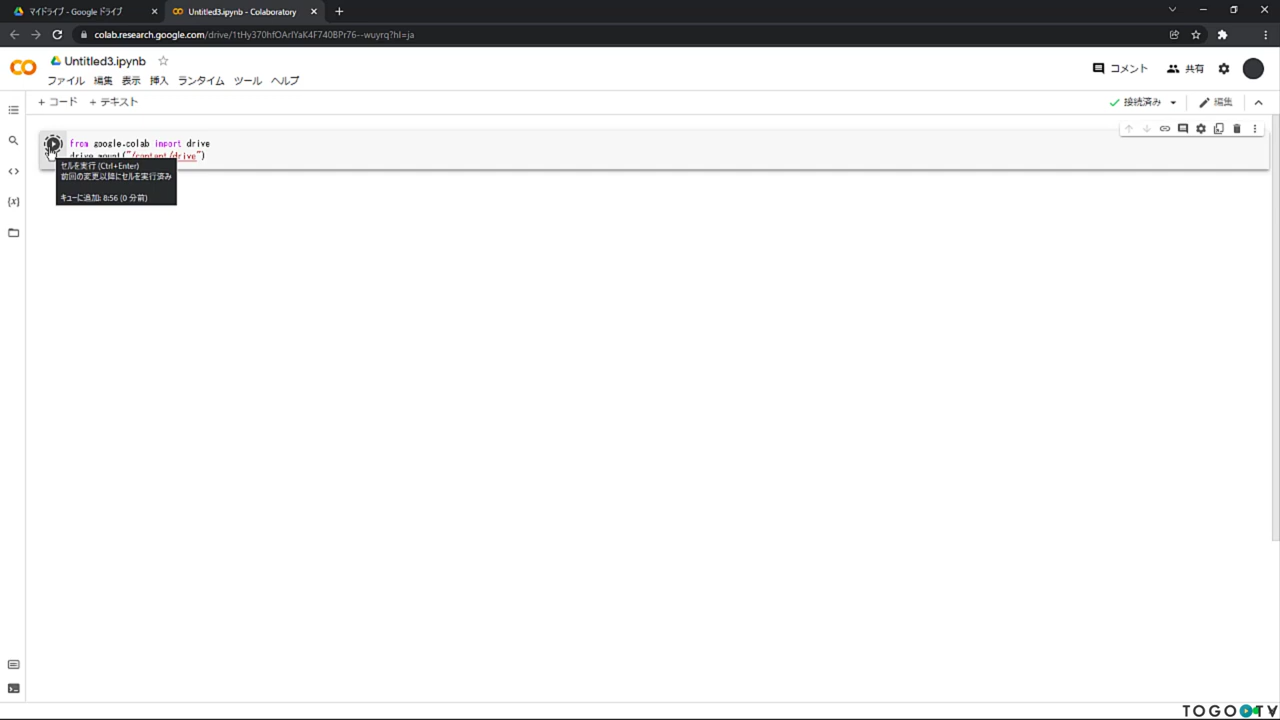 マイドライブ - Google ドライブ
Untitled3.ipynb - Colaboratory
colab.research.google.com/drive/1tHy370hfOArlYaK4F740BPr76--wuyrq?hl=ja
Untitled3.ipynb
コメント
共有
ファイル 編集 表示 挿入 ランタイム ツール ヘルプ
+ コード + テキスト
接続済み
編集
from google.colab import drive
drive.mount("/content/drive")
セルを実行 (Ctrl+Enter)
前回の変更以降にセルを実行済み
キューに追加: 8:56 (0 分前)
TOGO TV